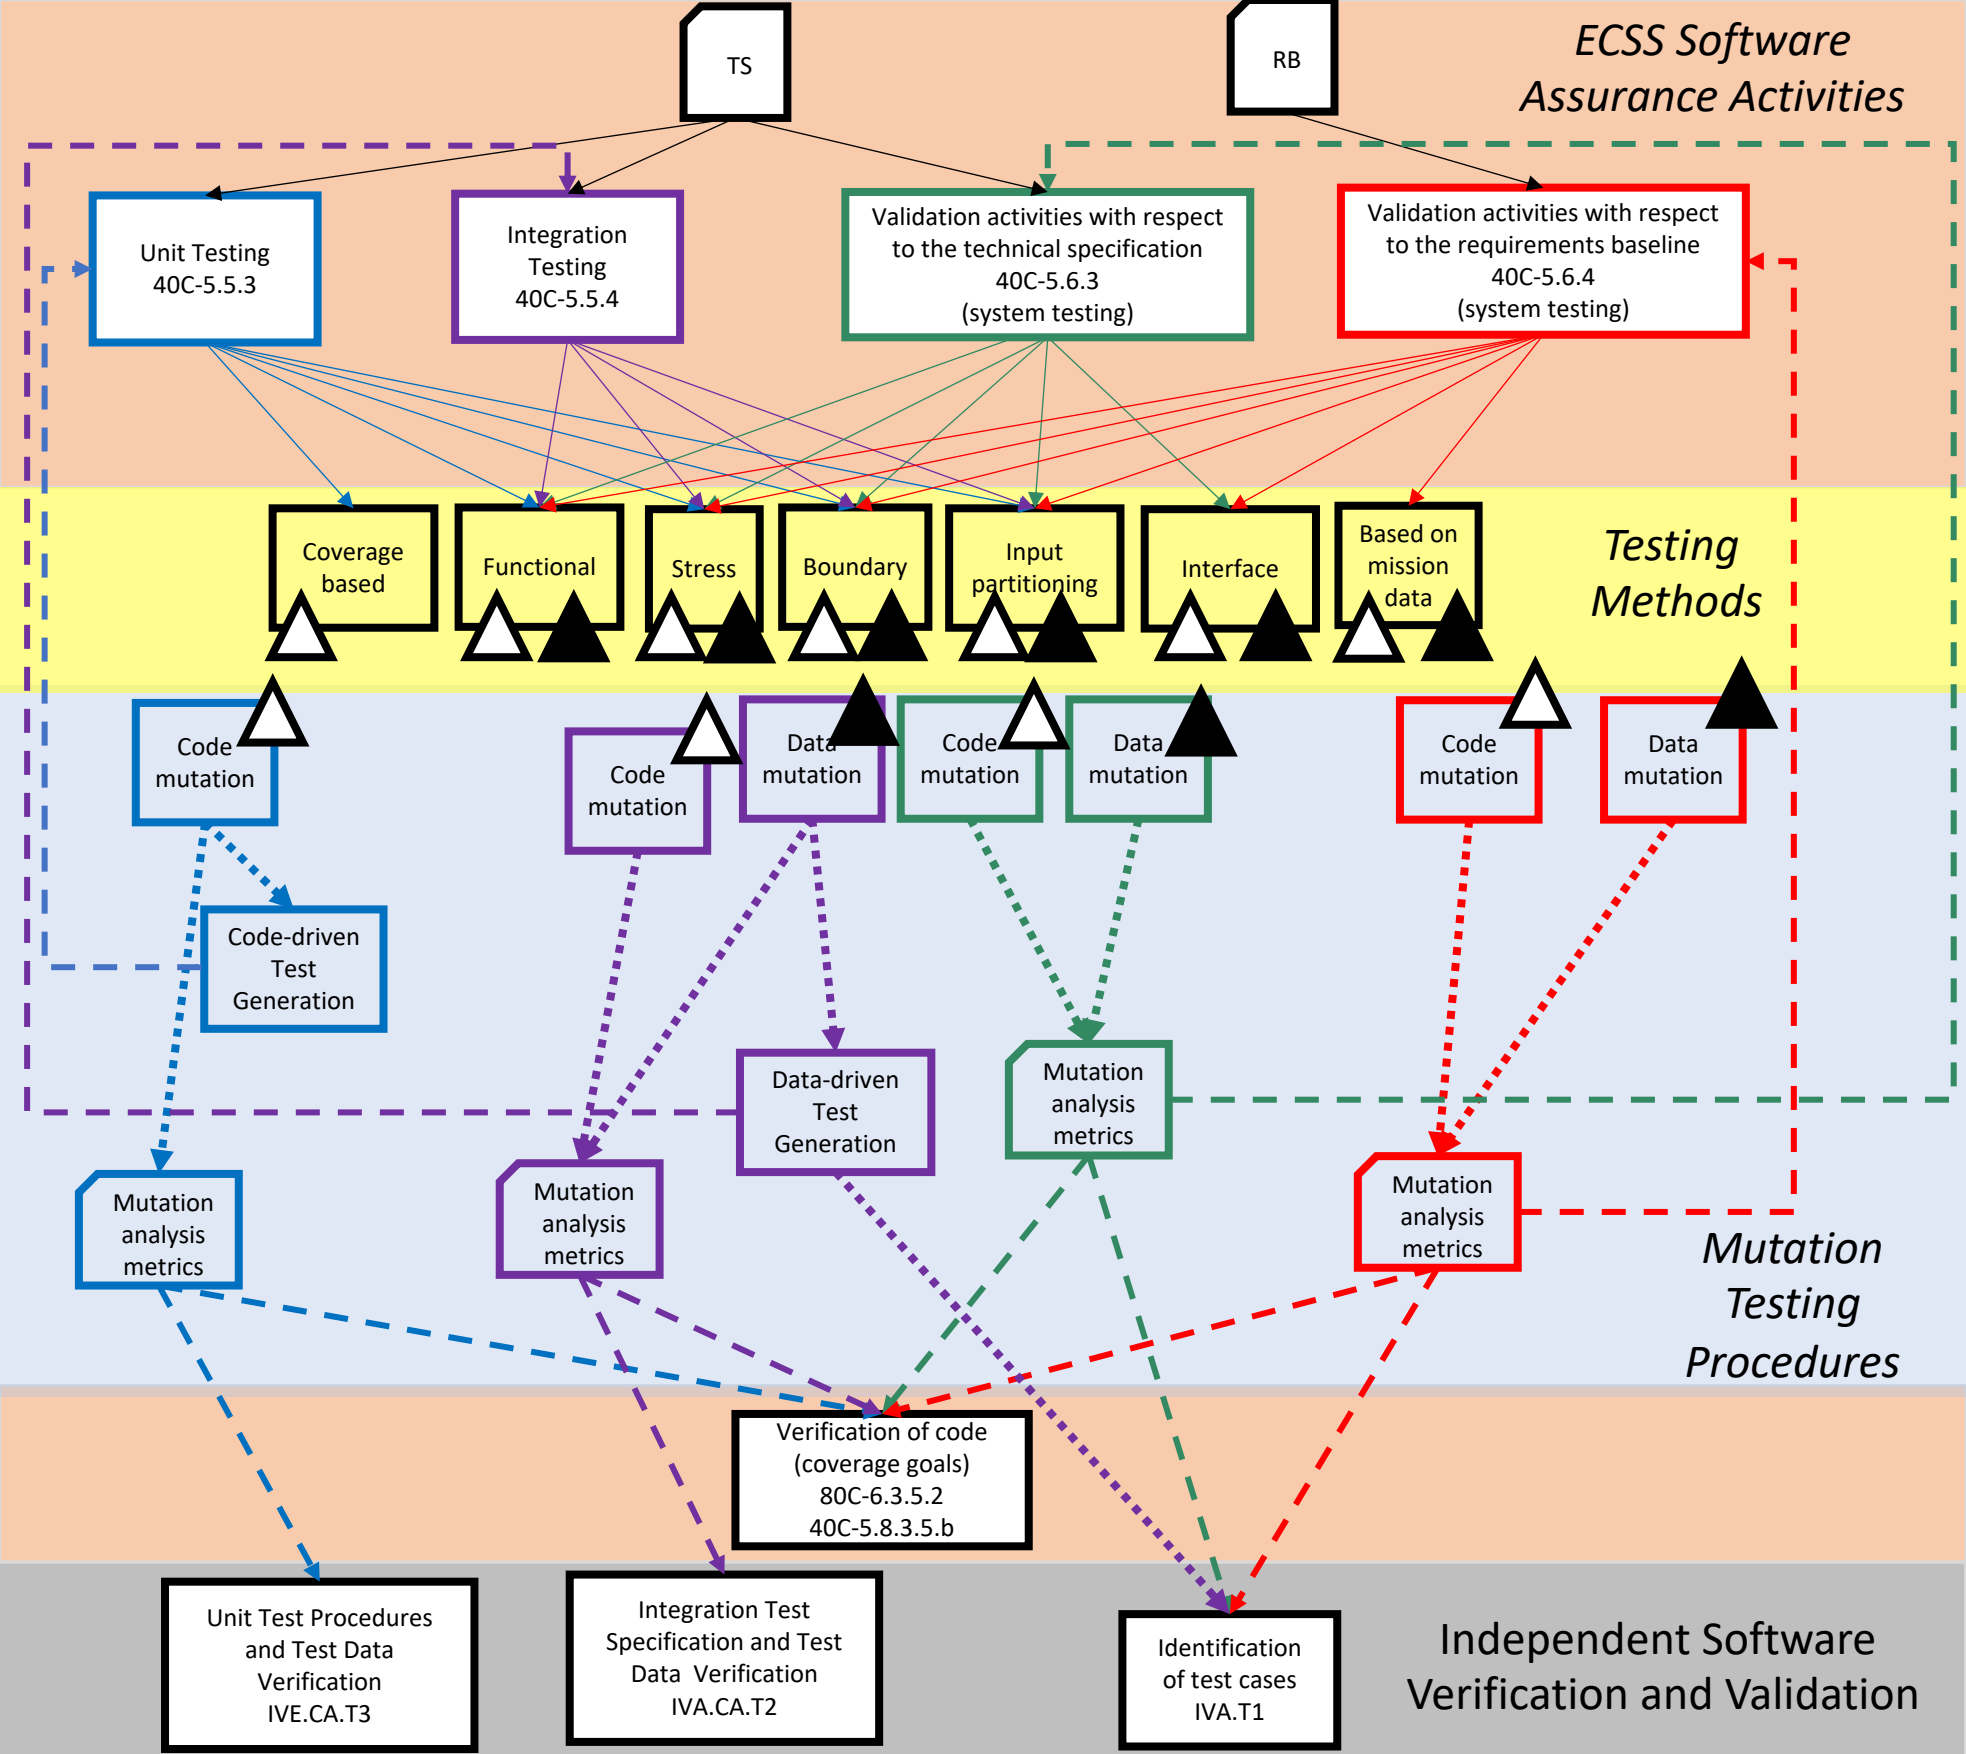 TS
RB
ECSS Software
Assurance Activities
Unit Testing
40C-5.5.3
Integration
Testing
40C-5.5.4
Validation activities with respect
to the technical specification
40C-5.6.3
(system testing)
Validation activities with respect
to the requirements baseline
40C-5.6.4
(system testing)
Coverage
based
Functional
Stress
Boundary
Input
partitioning
Interface
Based on
mission
data
Testing
Methods
Code
mutation
Code
mutation
Data
mutation
Code
mutation
Data
mutation
Code
mutation
Data
mutation
Code-driven
Test
Generation
Data-driven
Test
Generation
Mutation
analysis
metrics
Mutation
analysis
metrics
Mutation
analysis
metrics
Mutation
analysis
metrics
Mutation
Testing
Procedures
Verification of code
(coverage goals)
80C-6.3.5.2
40C-5.8.3.5.b
Unit Test Procedures
and Test Data
Verification
IVE.CA.T3
Integration Test
Specification and Test
Data Verification
IVA.CA.T2
Identification
of test cases
IVA.T1
Independent Software
Verification and Validation